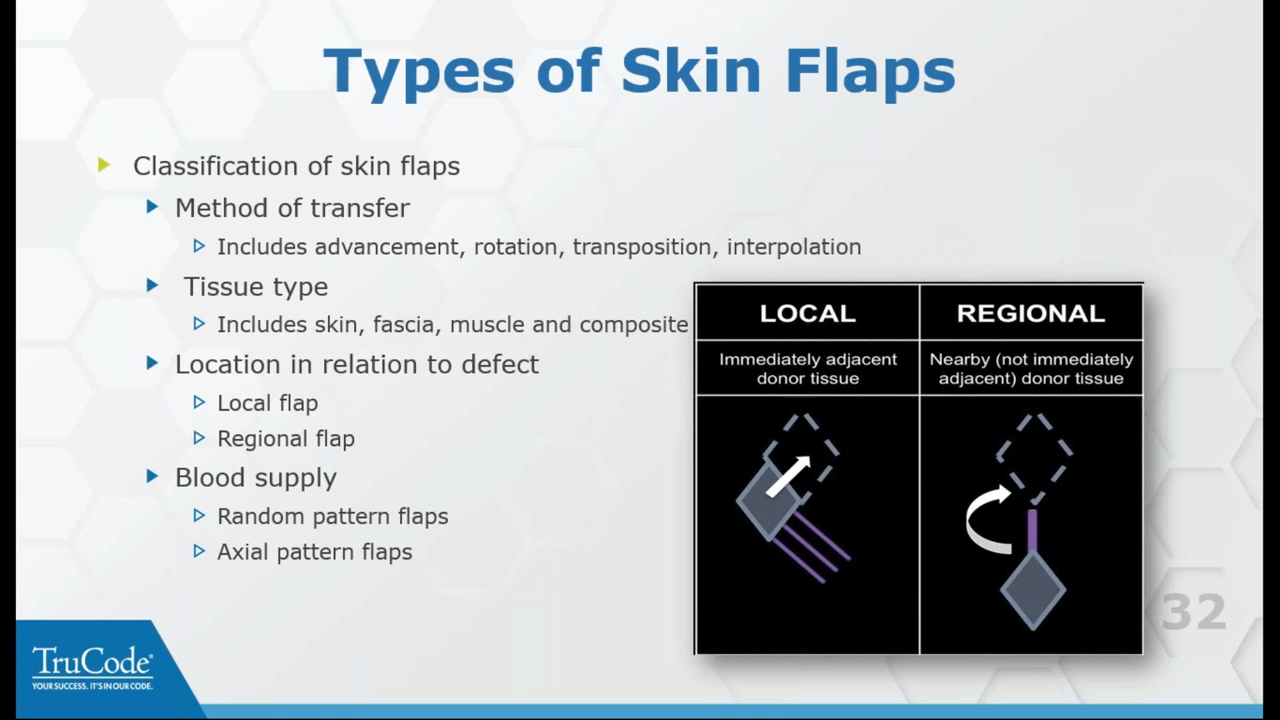 Types of Skin Flaps
Classification of skin flaps
Method of transfer
Includes advancement, rotation, transposition, interpolation
Tissue type
Includes skin, fascia, muscle and composite
Location in relation to defect
Local flap
Regional flap
Blood supply
Random pattern flaps
Axial pattern flaps
LOCAL
REGIONAL
Immediately adjacent
donor tissue
Nearby (not immediately
adjacent) donor tissue
32
TruCode®
YOUR SUCCESS. IT'S IN OUR CODE.